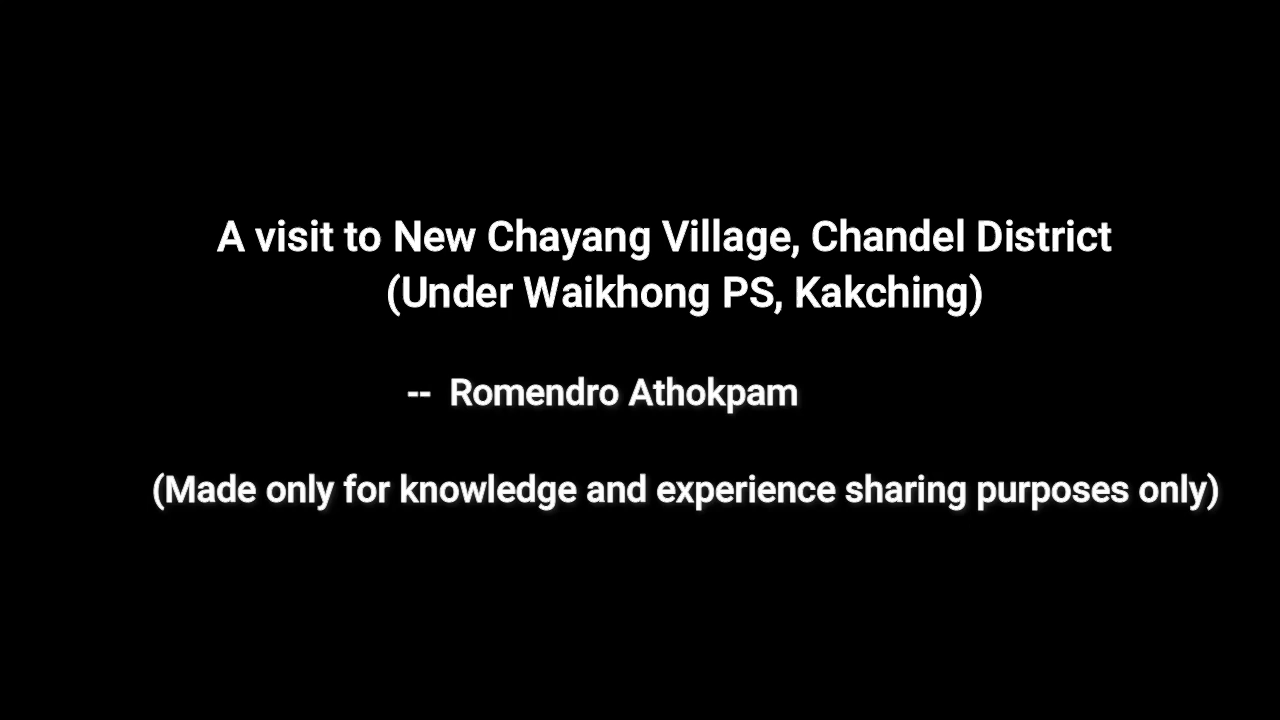 A visit to New Chayang Village, Chandel District
(Under Waikhong PS, Kakching)
-- Romendro Athokpam
(Made only for knowledge and experience sharing purposes only)